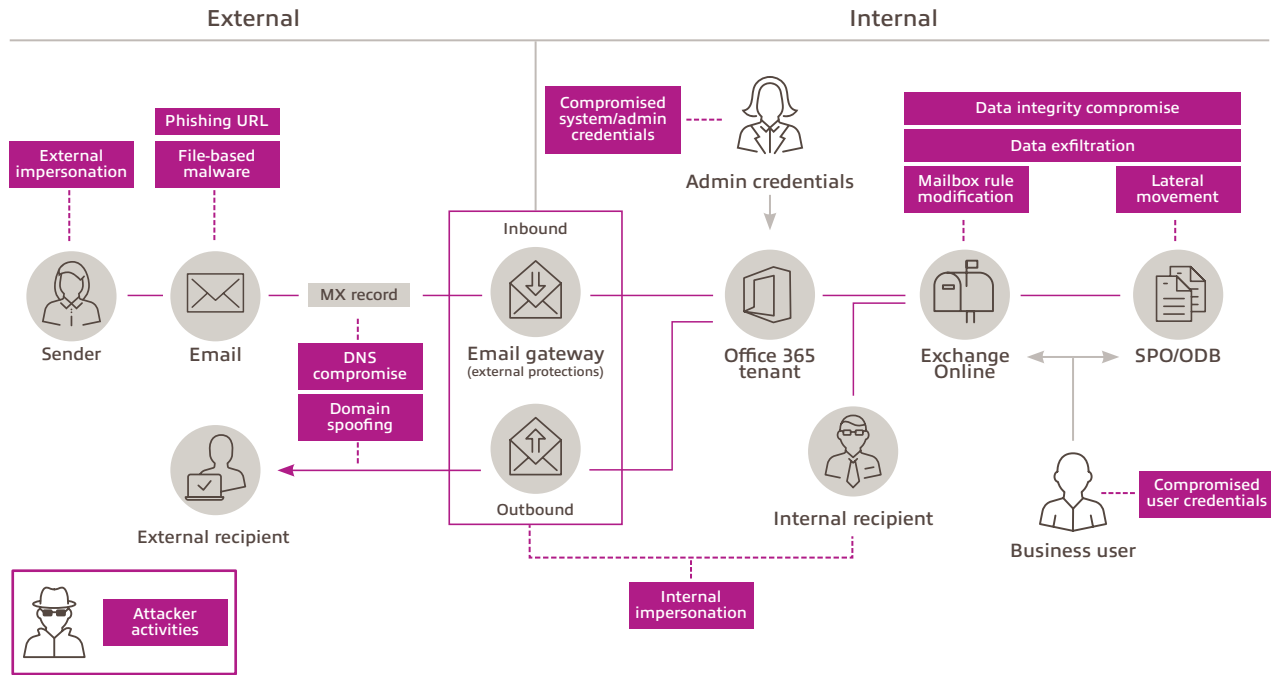 External
Internal
Phishing URL
External
impersonation
File-based
malware
Compromised
system/admin
credentials
Data integrity compromise
Data exfiltration
Admin credentials
Mailbox rule
modification
Lateral
movement
Inbound
MX record
Sender
Email
DNS
compromise
Email gateway
(external protections)
Office 365
tenant
Exchange
Online
SPO/ODB
Domain
spoofing
Outbound
External recipient
Internal recipient
Compromised
user credentials
Business user
Internal
impersonation
Attacker
activities